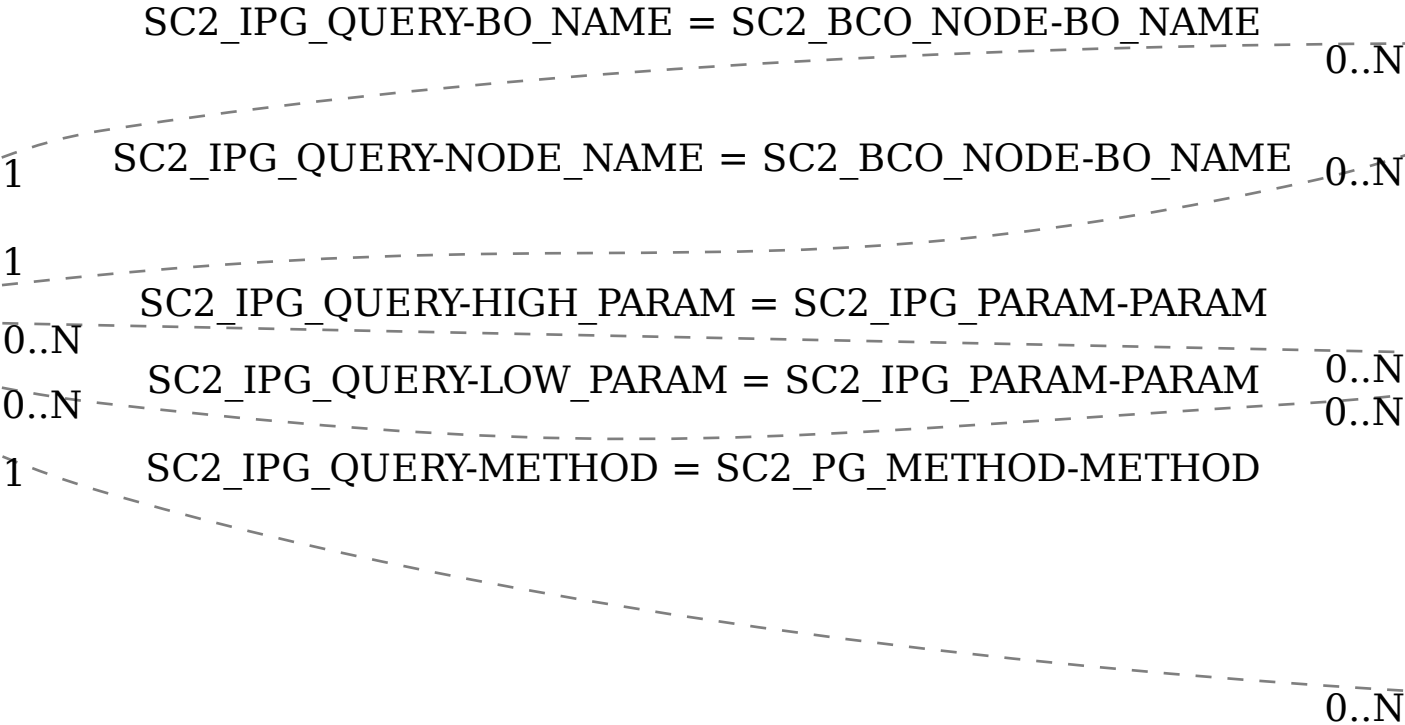 SC2_IPG_QUERY-BO_NAME = SC2_BCO_NODE-BO_NAME
0..N
1
SC2_IPG_QUERY-NODE_NAME = SC2_BCO_NODE-BO_NAME
0..N
1
SC2_IPG_QUERY-HIGH_PARAM = SC2_IPG_PARAM-PARAM
0..N
0..N
SC2_IPG_QUERY-LOW_PARAM = SC2_IPG_PARAM-PARAM
0..N
0..N
1
SC2_IPG_QUERY-METHOD = SC2_PG_METHOD-METHOD
0..N